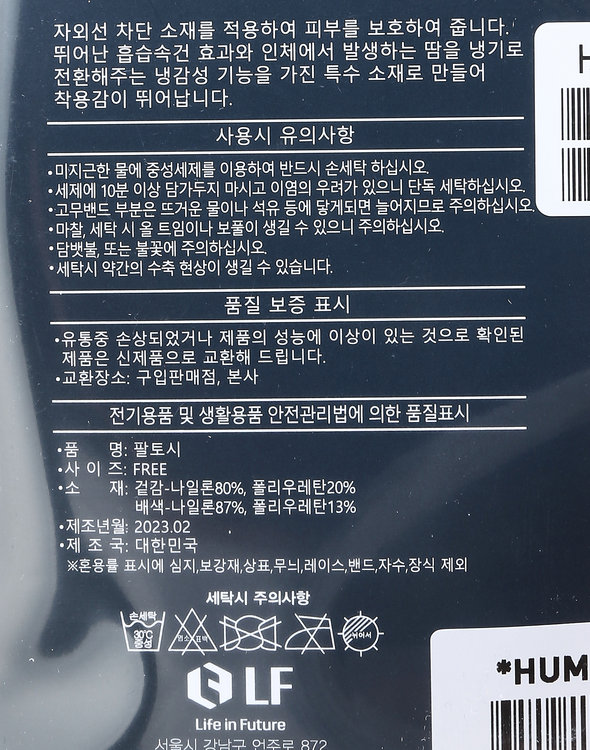 자외선 차단 소재를 적용하여 피부를 보호하여 줍니다.
뛰어난 흡습속건 효과와 인체에서 발생하는 땀을 냉기로
전환해주는 냉감성 기능을 가진 특수 소재로 만들어
착용감이 뛰어납니다.
사용시 유의사항
•미지근한 물에 중성세제를 이용하여 반드시 손세탁 하십시오.
•세제에 10분 이상 담가두지 마시고 이염의 우려가 있으니 단독 세탁하십시오.
•고무밴드 부분은 뜨거운 물이나 석유 등에 닿게되면 늘어지므로 주의하십시오.
•마찰, 세탁 시 올 트임이나 보풀이 생길 수 있으니 주의하십시오.
•담뱃불, 또는 불꽃에 주의하십시오.
•세탁시 약간의 수축 현상이 생길 수 있습니다.
품질 보증 표시
•유통중 손상되었거나 제품의 성능에 이상이 있는 것으로 확인된
제품은 신제품으로 교환해 드립니다.
•교환장소: 구입판매점, 본사
전기용품 및 생활용품 안전관리법에 의한 품질표시
•품 명: 팔토시
•사 이 즈: FREE
•소 재: 겉감-나일론80%, 폴리우레탄20%
배색-나일론87%, 폴리우레탄13%
•제조년월: 2023.02
•제 조 국: 대한민국
※혼용률 표시에 심지,보강재,상표,무늬,레이스,밴드,자수,장식 제외
세탁시 주의사항
손세탁
30℃
중성
염소표백
뉘어서
LF
Life in Future
서울시 강남구 언주로 872
H
*HUM